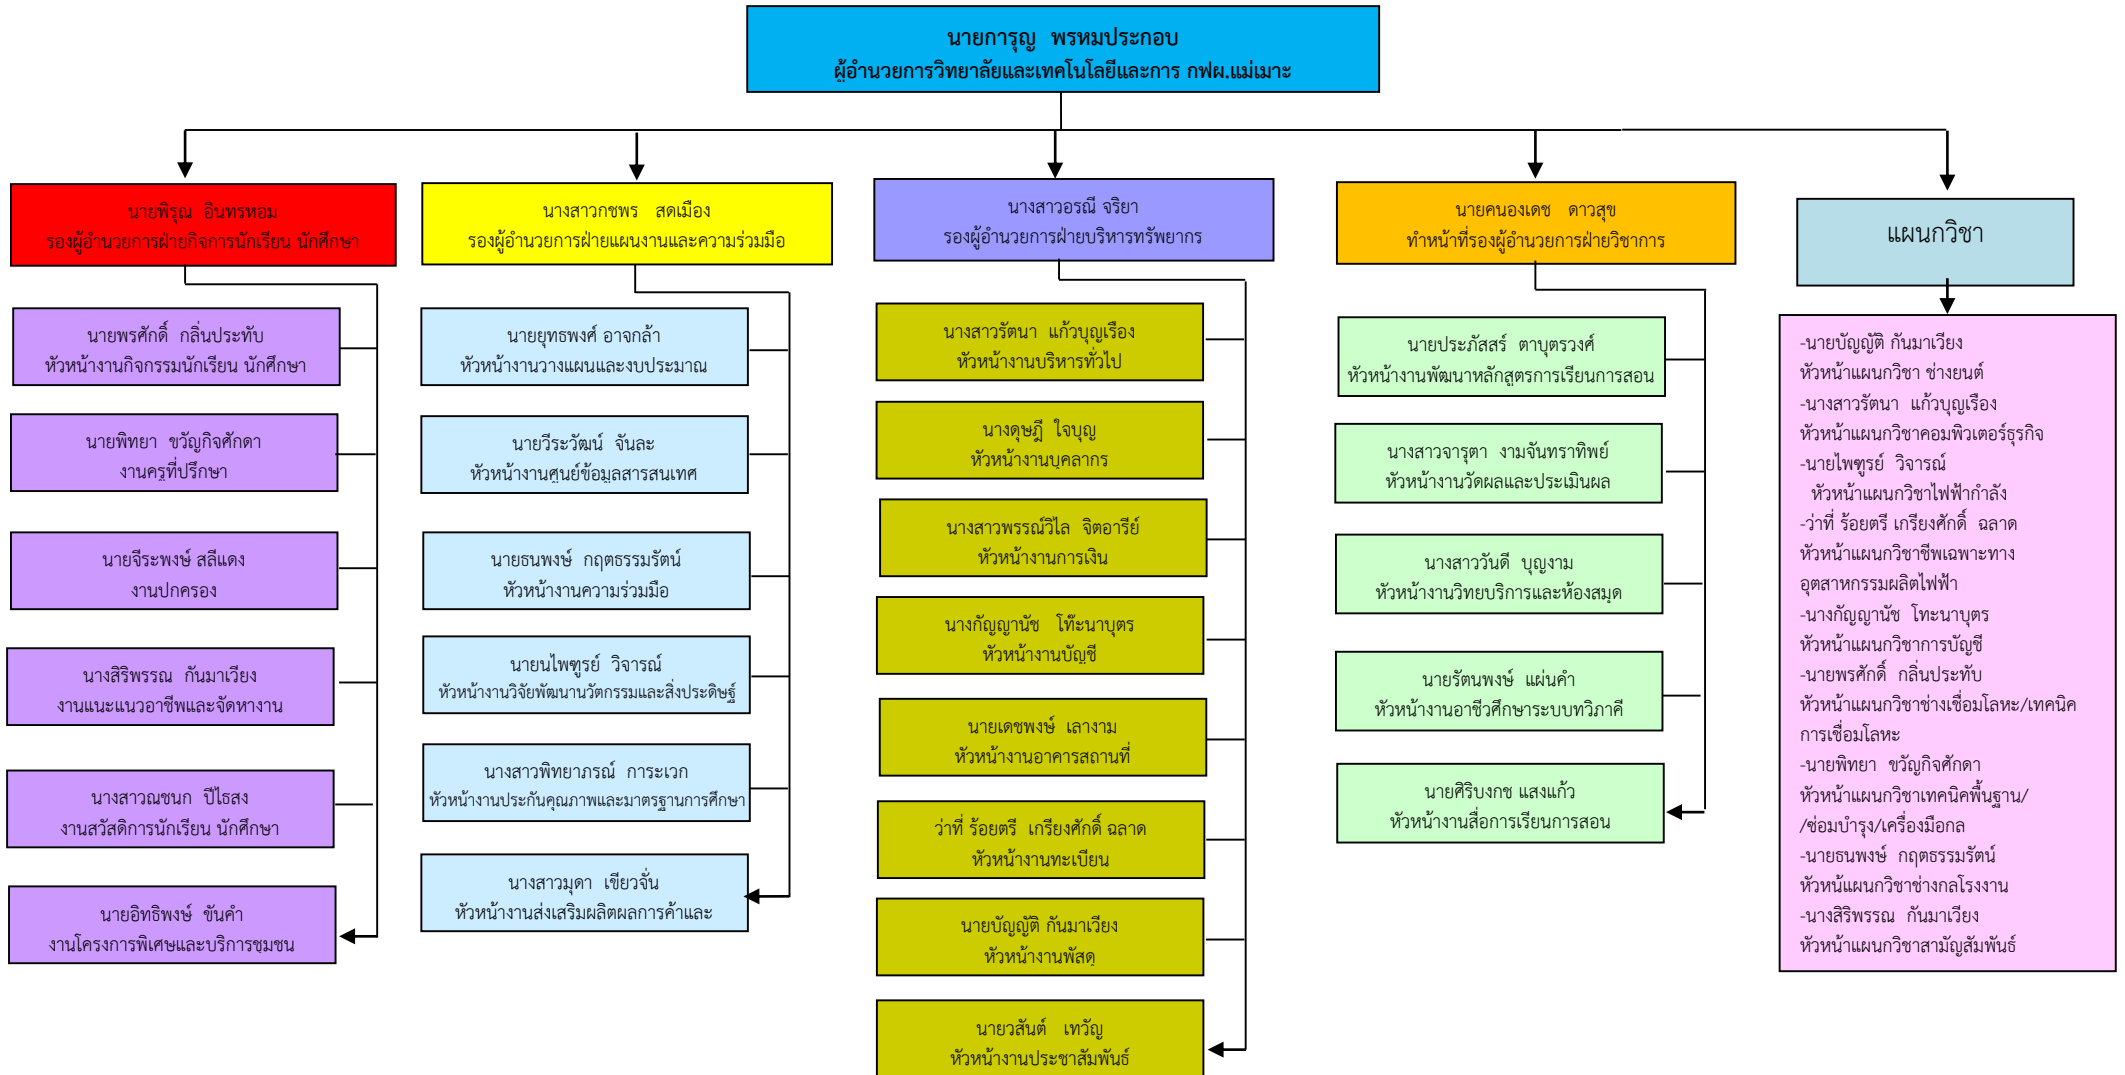 นายการุญ พรหมประกอบ
ผู้อำนวยการวิทยาลัยและเทคโนโลยีและการ กฟผ.แม่เมาะ
นายพิรุณ อินทรหอม
รองผู้อำนวยการฝ่ายกิจการนักเรียน นักศึกษา
นายพรศักดิ์ กลิ่นประทับ
หัวหน้างานกิจกรรมนักเรียน นักศึกษา
นายพิทยา ขวัญกิจศักดา
งานครูที่ปรึกษา
นายจีระพงษ์ สลีแดง
งานปกครอง
นางสิริพรรณ กันมาเวียง
งานแนะแนวอาชีพและจัดหางาน
นางสาวณชนก ปีไธสง
งานสวัสดิการนักเรียน นักศึกษา
นายอิทธิพงษ์ ขันคำ
งานโครงการพิเศษและบริการชุมชน
นางสาวกชพร สดเมือง
รองผู้อำนวยการฝ่ายแผนงานและความร่วมมือ
นายยุทธพงศ์ อาจกล้า
หัวหน้างานวางแผนและงบประมาณ
นายวีระวัฒน์ จันละ
หัวหน้างานศูนย์ข้อมูลสารสนเทศ
นายธนพงษ์ กฤตธรรมรัตน์
หัวหน้างานความร่วมมือ
นายนไพฑูรย์ วิจารณ์
หัวหน้างานวิจัยพัฒนานวัตกรรมและสิ่งประดิษฐ์
นางสาวพิทยาภรณ์ การะเวก
หัวหน้างานประกันคุณภาพและมาตรฐานการศึกษา
นางสาวมุดา เขียวจั่น
หัวหน้างานส่งเสริมผลิตผลการค้าและ
นางสาวอรณี จริยา
รองผู้อำนวยการฝ่ายบริหารทรัพยากร
นางสาวรัตนา แก้วบุญเรือง
หัวหน้างานบริหารทั่วไป
นางดุษฎี ใจบุญ
หัวหน้างานบุคลากร
นางสาวพรรณ์วิไล จิตอารีย์
หัวหน้างานการเงิน
นางกัญญานัช โท๊ะนาบุตร
หัวหน้างานบัญชี
นายเดชพงษ์ เลางาม
หัวหน้างานอาคารสถานที่
ว่าที่ ร้อยตรี เกรียงศักดิ์ ฉลาด
หัวหน้างานทะเบียน
นายบัญญัติ กันมาเวียง
หัวหน้างานพัสดุ
นายวสันต์ เทวัญ
หัวหน้างานประชาสัมพันธ์
นายคนองเดช ดาวสุข
ทำหน้าที่รองผู้อำนวยการฝ่ายวิชาการ
นายประภัสสร์ ตาบุตรวงศ์
หัวหน้างานพัฒนาหลักสูตรการเรียนการสอน
นางสาวจารุตา งามจันทราทิพย์
หัวหน้างานวัดผลและประเมินผล
นางสาววันดี บุญงาม
หัวหน้างานวิทยบริการและห้องสมุด
นายรัตนพงษ์ แผ่นคำ
หัวหน้างานอาชีวศึกษาระบบทวิภาคี
นายศิริบงกช แสงแก้ว
หัวหน้างานสื่อการเรียนการสอน
แผนกวิชา
-นายบัญญัติ กันมาเวียง
หัวหน้าแผนกวิชา ช่างยนต์
-นางสาวรัตนา แก้วบุญเรือง
หัวหน้าแผนกวิชาคอมพิวเตอร์ธุรกิจ
-นายไพฑูรย์ วิจารณ์
หัวหน้าแผนกวิชาไฟฟ้ากำลัง
-ว่าที่ ร้อยตรี เกรียงศักดิ์ ฉลาด
หัวหน้าแผนกวิชาชีพเฉพาะทาง
อุตสาหกรรมผลิตไฟฟ้า
-นางกัญญานัช โทะนาบุตร
หัวหน้าแผนกวิชาการบัญชี
-นายพรศักดิ์ กลิ่นประทับ
หัวหน้าแผนกวิชาช่างเชื่อมโลหะ/เทคนิค
การเชื่อมโลหะ
-นายพิทยา ขวัญกิจศักดา
หัวหน้าแผนกวิชาเทคนิคพื้นฐาน/
/ซ่อมบำรุง/เครื่องมือกล
-นายธนพงษ์ กฤตธรรมรัตน์
หัวหน้แผนกวิชาช่างกลโรงงาน
-นางสิริพรรณ กันมาเวียง
หัวหน้าแผนกวิชาสามัญสัมพันธ์